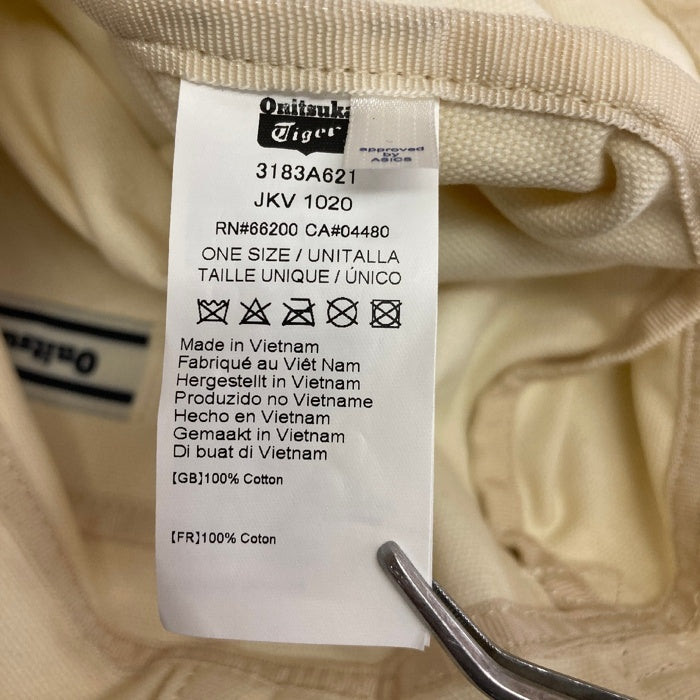 Onitsuka
Tiger
approved
by
ASICS
3183A621
JKV 1020
RN#66200 CA#04480
ONE SIZE / UNITALLA
TAILLE UNIQUE / ÚNICO
Made in Vietnam
Fabriqué au Viêt Nam
Hergestellt in Vietnam
Produzido no Vietname
Hecho en Vietnam
Gemaakt in Vietnam
Di buat di Vietnam
【GB】100% Cotton
【FR】100% Coton
Onitsu